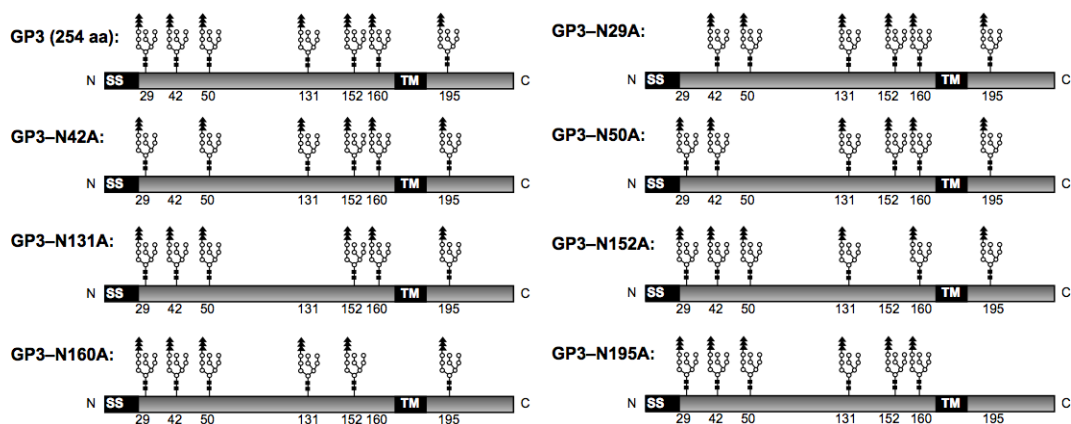 GP3 (254 aa):
N SS TM C
29 42 50 131 152 160 195
GP3–N29A:
N SS TM C
29 42 50 131 152 160 195
GP3–N42A:
N SS TM C
29 42 50 131 152 160 195
GP3–N50A:
N SS TM C
29 42 50 131 152 160 195
GP3–N131A:
N SS TM C
29 42 50 131 152 160 195
GP3–N152A:
N SS TM C
29 42 50 131 152 160 195
GP3–N160A:
N SS TM C
29 42 50 131 152 160 195
GP3–N195A:
N SS TM C
29 42 50 131 152 160 195